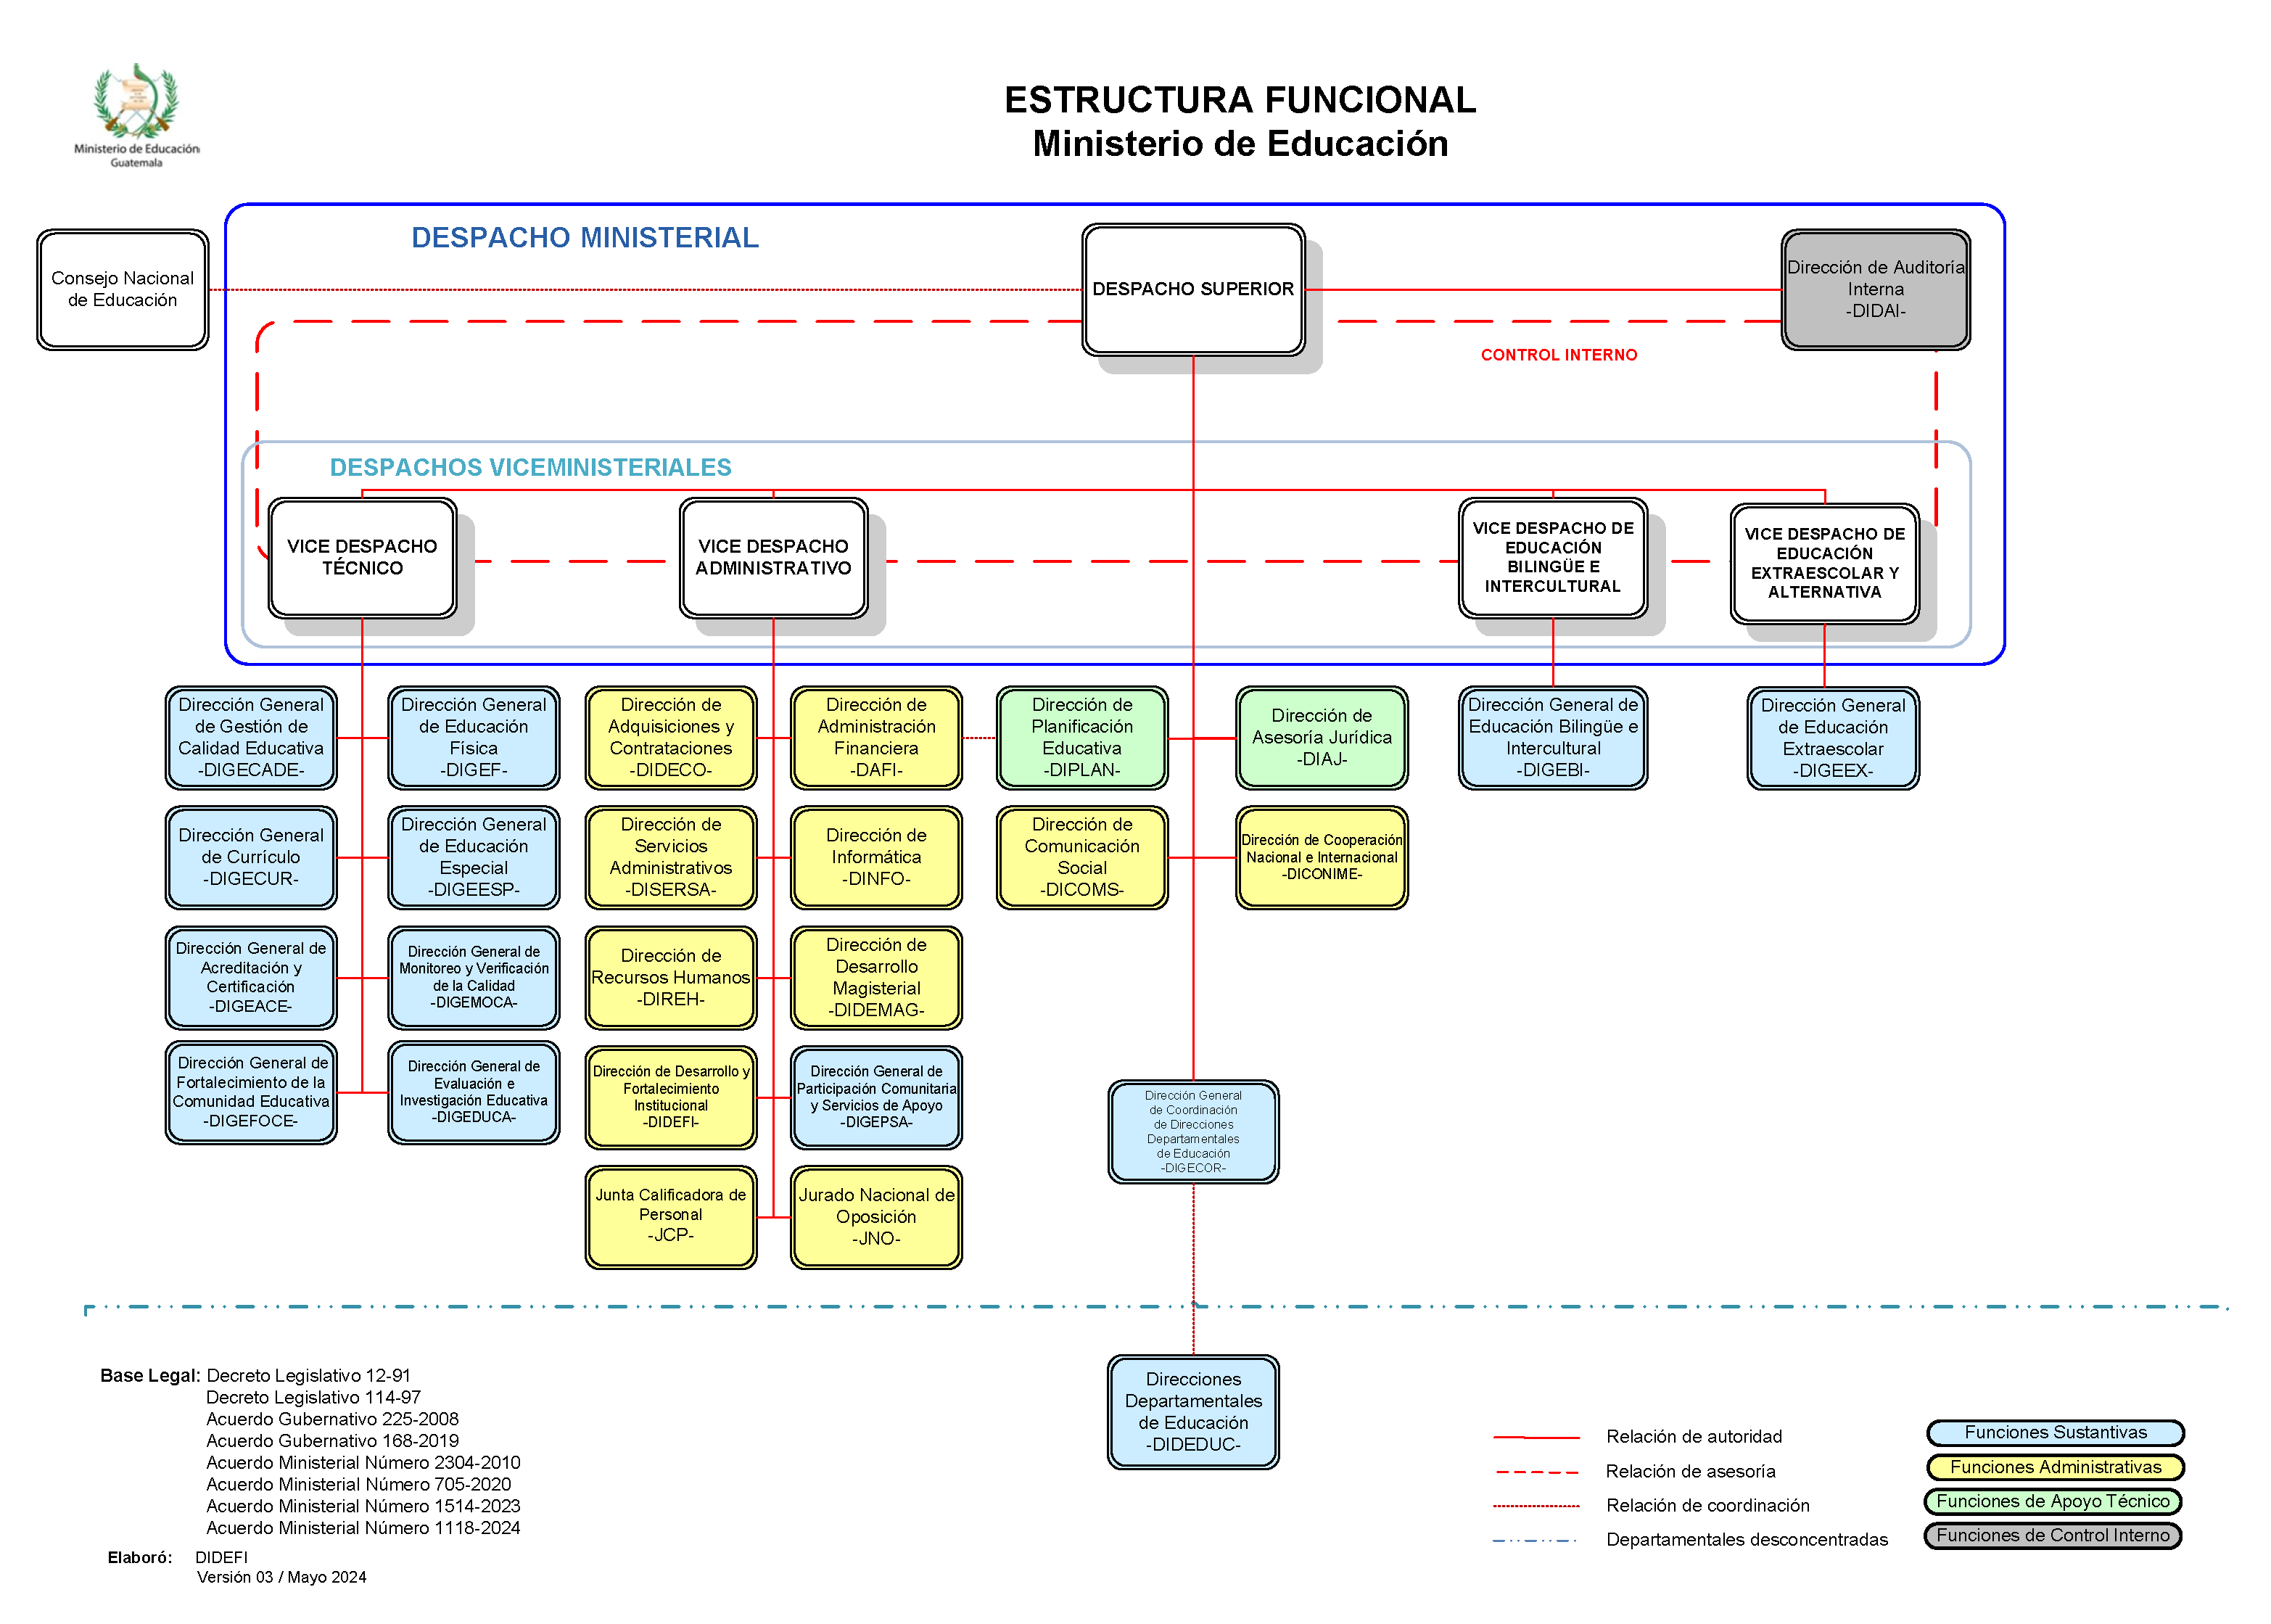 Ministerio de Educación
Guatemala
ESTRUCTURA FUNCIONAL
Ministerio de Educación
Consejo Nacional
de Educación
DESPACHO MINISTERIAL
DESPACHO SUPERIOR
Dirección de Auditoría
Interna
-DIDAI-
CONTROL INTERNO
DESPACHOS VICEMINISTERIALES
VICE DESPACHO
TÉCNICO
VICE DESPACHO
ADMINISTRATIVO
VICE DESPACHO DE
EDUCACIÓN
BILINGÜE E
INTERCULTURAL
VICE DESPACHO DE
EDUCACIÓN
EXTRAESCOLAR Y
ALTERNATIVA
Dirección General
de Gestión de
Calidad Educativa
-DIGECADE-
Dirección General
de Educación
Física
-DIGEF-
Dirección de
Adquisiciones y
Contrataciones
-DIDECO-
Dirección de
Administración
Financiera
-DAFI-
Dirección de
Planificación
Educativa
-DIPLAN-
Dirección de
Asesoría Jurídica
-DIAJ-
Dirección General de
Educación Bilingüe e
Intercultural
-DIGEBI-
Dirección General
de Educación
Extraescolar
-DIGEEX-
Dirección General
de Currículo
-DIGECUR-
Dirección General
de Educación
Especial
-DIGEESP-
Dirección de
Servicios
Administrativos
-DISERSA-
Dirección de
Informática
-DINFO-
Dirección de
Comunicación
Social
-DICOMS-
Dirección de Cooperación
Nacional e Internacional
-DICONIME-
Dirección General de
Acreditación y
Certificación
-DIGEACE-
Dirección General de
Monitoreo y Verificación
de la Calidad
-DIGEMOCA-
Dirección de
Recursos Humanos
-DIREH-
Dirección de
Desarrollo
Magisterial
-DIDEMAG-
Dirección General de
Fortalecimiento de la
Comunidad Educativa
-DIGEFOCE-
Dirección General de
Evaluación e
Investigación Educativa
-DIGEDUCA-
Dirección de Desarrollo y
Fortalecimiento
Institucional
-DIDEFI-
Dirección General de
Participación Comunitaria
y Servicios de Apoyo
-DIGEPSA-
Dirección General
de Coordinación
de Direcciones
Departamentales
de Educación
-DIGECOR-
Junta Calificadora de
Personal
-JCP-
Jurado Nacional de
Oposición
-JNO-
Direcciones
Departamentales
de Educación
-DIDEDUC-
Base Legal: Decreto Legislativo 12-91
Decreto Legislativo 114-97
Acuerdo Gubernativo 225-2008
Acuerdo Gubernativo 168-2019
Acuerdo Ministerial Número 2304-2010
Acuerdo Ministerial Número 705-2020
Acuerdo Ministerial Número 1514-2023
Acuerdo Ministerial Número 1118-2024
Elaboró: DIDEFI
Versión 03 / Mayo 2024
Relación de autoridad
Relación de asesoría
Relación de coordinación
Departamentales desconcentradas
Funciones Sustantivas
Funciones Administrativas
Funciones de Apoyo Técnico
Funciones de Control Interno